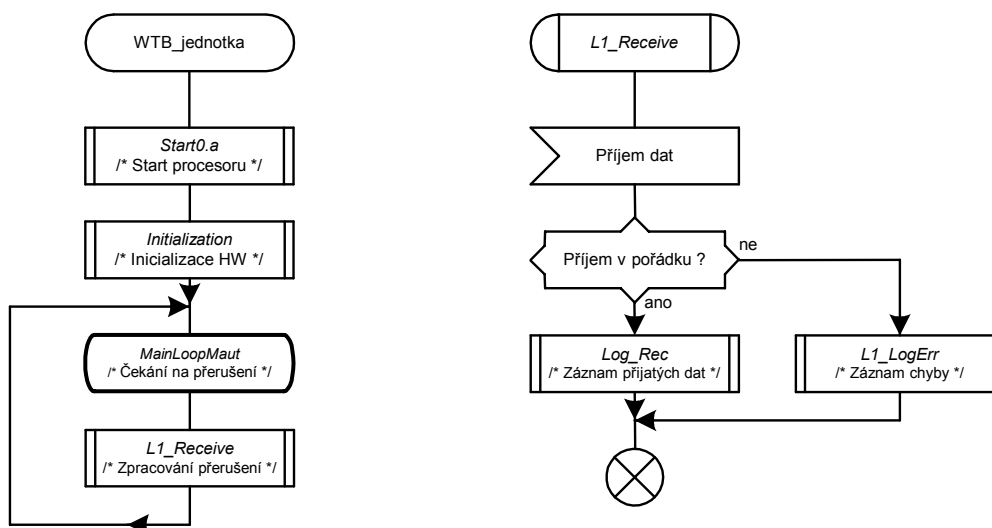 WTB_jednotka
Start0.a
/* Start procesoru */
Initialization
/* Inicializace HW */
MainLoopMaut
/* Čekání na přerušení */
L1_Receive
/* Zpracování přerušení */
L1_Receive
Příjem dat
Příjem v pořádku ?
ne
ano
Log_Rec
/* Záznam přijatých dat */
L1_LogErr
/* Záznam chyby */